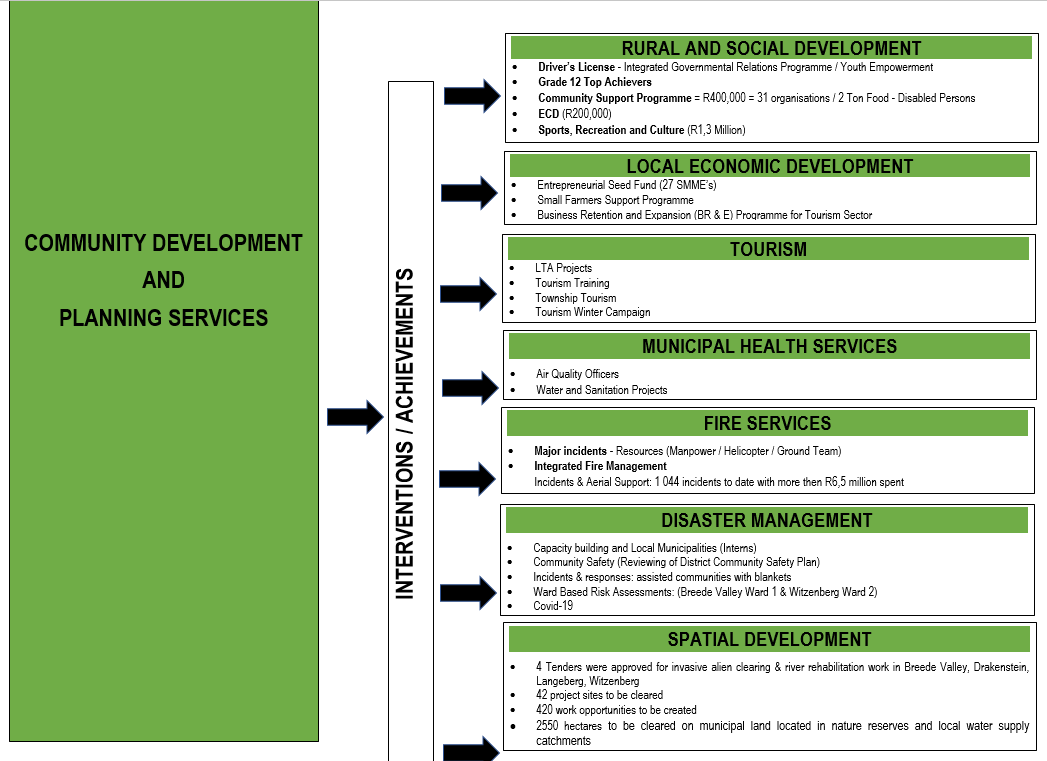 COMMUNITY DEVELOPMENT
AND
PLANNING SERVICES
INTERVENTIONS / ACHIEVEMENTS
RURAL AND SOCIAL DEVELOPMENT
• Driver's License - Integrated Governmental Relations Programme / Youth Empowerment
• Grade 12 Top Achievers
• Community Support Programme = R400,000 = 31 organisations / 2 Ton Food - Disabled Persons
• ECD (R200,000)
• Sports, Recreation and Culture (R1,3 Million)
LOCAL ECONOMIC DEVELOPMENT
• Entrepreneurial Seed Fund (27 SMME's)
• Small Farmers Support Programme
• Business Retention and Expansion (BR & E) Programme for Tourism Sector
TOURISM
• LTA Projects
• Tourism Training
• Township Tourism
• Tourism Winter Campaign
MUNICIPAL HEALTH SERVICES
• Air Quality Officers
• Water and Sanitation Projects
FIRE SERVICES
• Major incidents - Resources (Manpower / Helicopter / Ground Team)
• Integrated Fire Management
Incidents & Aerial Support: 1 044 incidents to date with more then R6,5 million spent
DISASTER MANAGEMENT
• Capacity building and Local Municipalities (Interns)
• Community Safety (Reviewing of District Community Safety Plan)
• Incidents & responses: assisted communities with blankets
• Ward Based Risk Assessments: (Breede Valley Ward 1 & Witzenberg Ward 2)
• Covid-19
SPATIAL DEVELOPMENT
• 4 Tenders were approved for invasive alien clearing & river rehabilitation work in Breede Valley, Drakenstein,
Langeberg, Witzenberg
• 42 project sites to be cleared
• 420 work opportunities to be created
• 2550 hectares to be cleared on municipal land located in nature reserves and local water supply
catchments